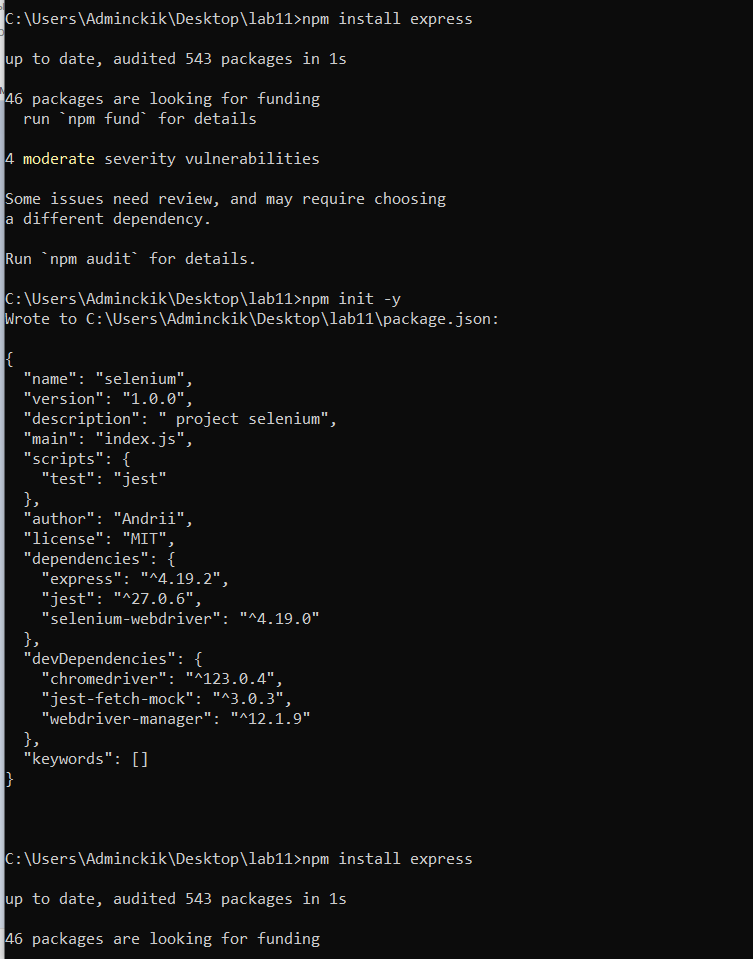 C:\Users\Adminckik\Desktop\lab11>npm install express
up to date, audited 543 packages in 1s
46 packages are looking for funding
  run `npm fund` for details
4 moderate severity vulnerabilities
Some issues need review, and may require choosing
a different dependency.
Run `npm audit` for details.
C:\Users\Adminckik\Desktop\lab11>npm init -y
Wrote to C:\Users\Adminckik\Desktop\lab11\package.json:
{
  "name": "selenium",
  "version": "1.0.0",
  "description": " project selenium",
  "main": "index.js",
  "scripts": {
    "test": "jest"
  },
  "author": "Andrii",
  "license": "MIT",
  "dependencies": {
    "express": "^4.19.2",
    "jest": "^27.0.6",
    "selenium-webdriver": "^4.19.0"
  },
  "devDependencies": {
    "chromedriver": "^123.0.4",
    "jest-fetch-mock": "^3.0.3",
    "webdriver-manager": "^12.1.9"
  },
  "keywords": []
}
C:\Users\Adminckik\Desktop\lab11>npm install express
up to date, audited 543 packages in 1s
46 packages are looking for funding